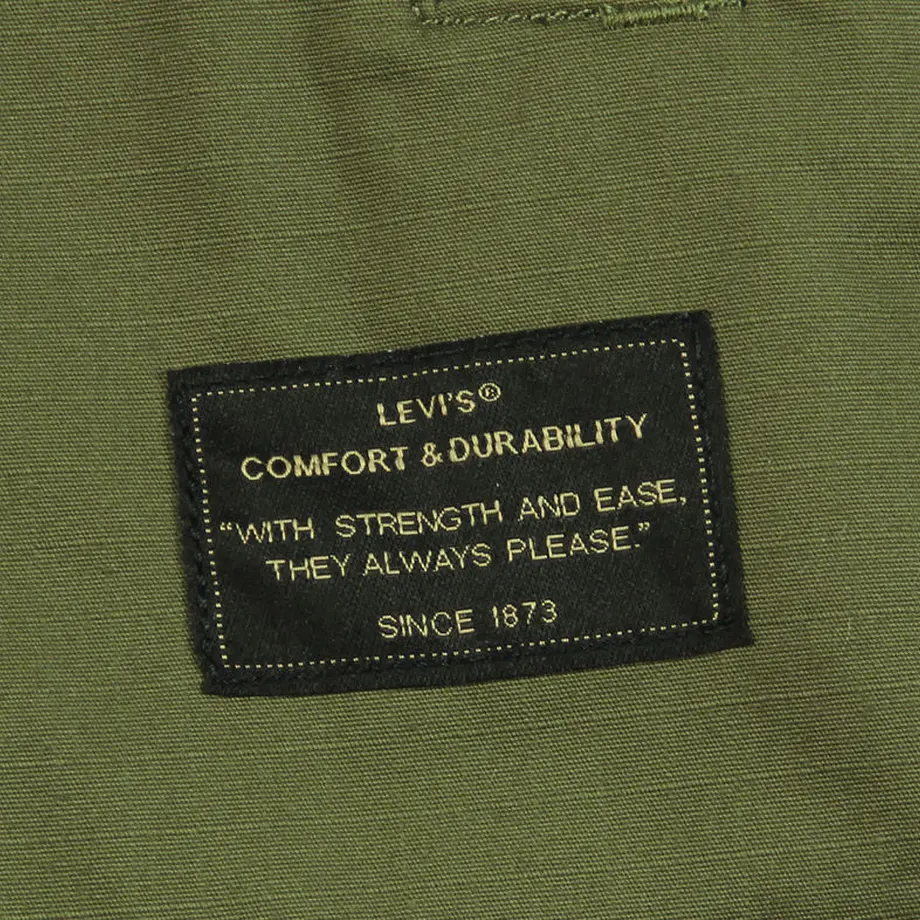 LEVI'S®
COMFORT & DURABILITY
“WITH STRENGTH AND EASE,
THEY ALWAYS PLEASE.”
SINCE 1873